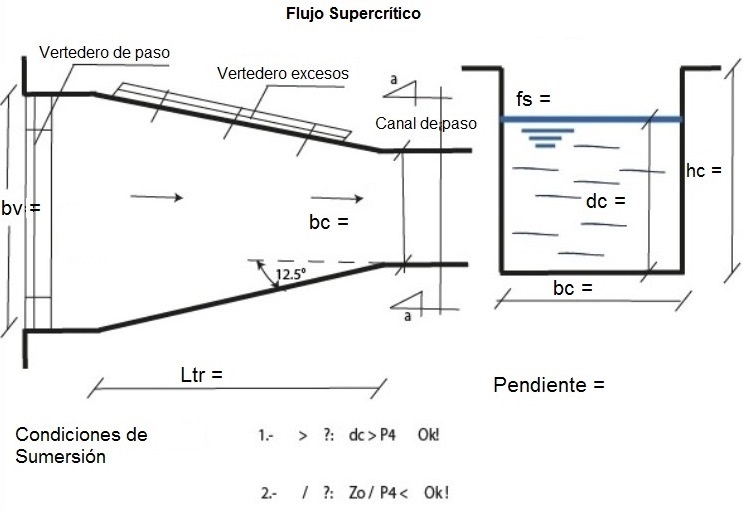 Flujo Supercrítico
Vertedero de paso
Vertedero excesos
a
Canal de paso
fs =
hc =
dc =
bv =
bc =
12.5°
a
bc =
Ltr =
Pendiente =
Condiciones de
Sumersión
1.- > ?: dc > P4 Ok!
2.- / ?: Zo / P4 < Ok!